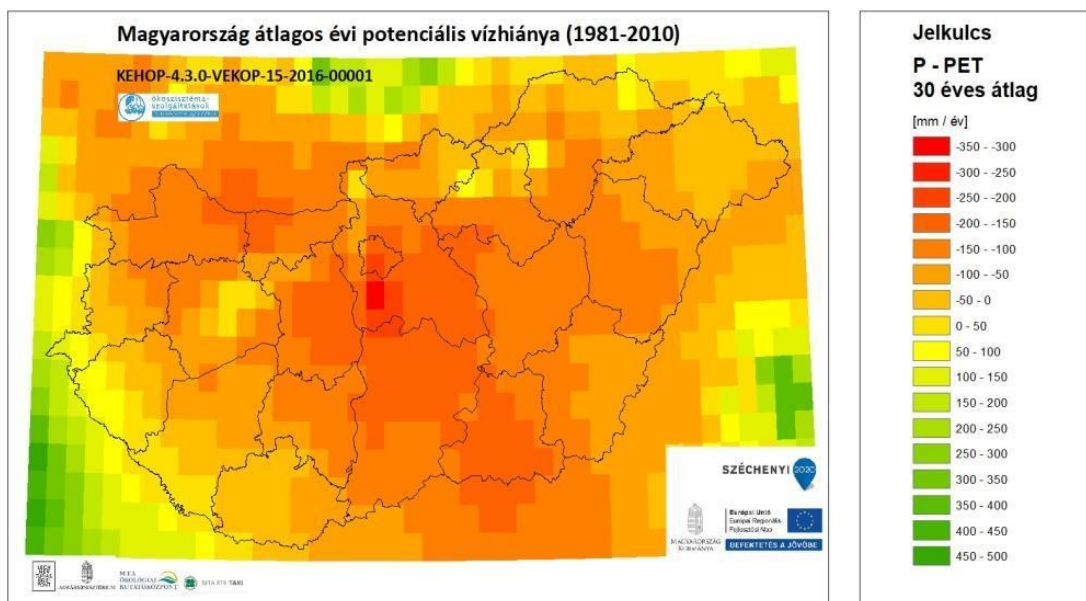 Magyarország átlagos évi potenciális vízhiánya (1981-2010)
KEHOP-4.3.0-VEKOP-15-2016-00001
ökoszisztéma-
szolgáltatások
SZÉCHENYI 2020
MAGYARORSZÁG
KORMÁNYA
Európai Unió
Európai Regionális
Fejlesztési Alap
BEFEKTETÉS A JÖVŐBE
AGRÁRMINISZTÉRIUM
MTA
ÖKOLÓGIAI
KUTATÓKÖZPONT
Jelkulcs
P - PET
30 éves átlag
[mm / év]
-350 - -300
-300 - -250
-250 - -200
-200 - -150
-150 - -100
-100 - -50
-50 - 0
0 - 50
50 - 100
100 - 150
150 - 200
200 - 250
250 - 300
300 - 350
350 - 400
400 - 450
450 - 500